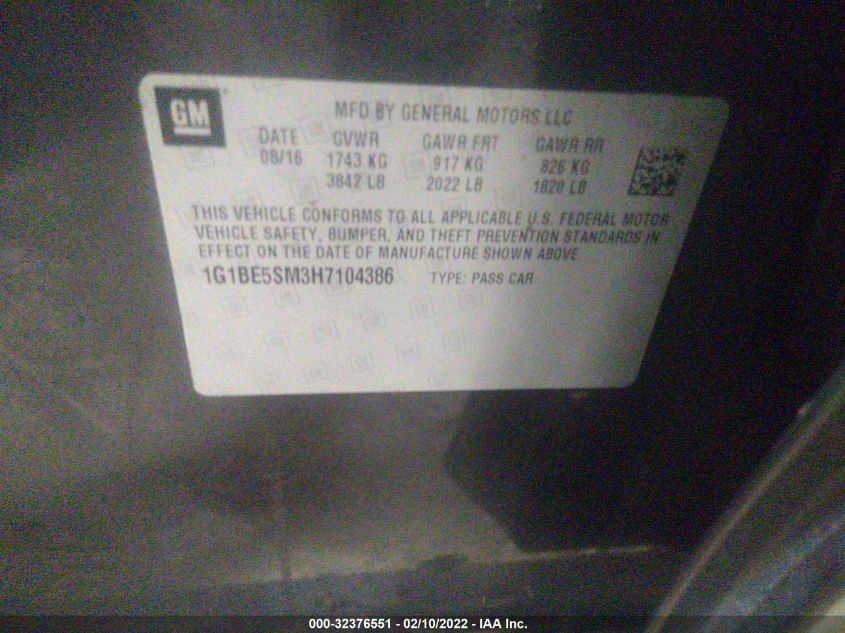 GM
MFD BY GENERAL MOTORS LLC
DATE GVWR GAWR FRT GAWR RR
08/16 1743 KG 917 KG 826 KG
3842 LB 2022 LB 1820 LB
THIS VEHICLE CONFORMS TO ALL APPLICABLE U.S. FEDERAL MOTOR
VEHICLE SAFETY, BUMPER, AND THEFT PREVENTION STANDARDS IN
EFFECT ON THE DATE OF MANUFACTURE SHOWN ABOVE.
1G1BE5SM3H7104386 TYPE: PASS CAR
000-32376551 - 02/10/2022 - IAA Inc.